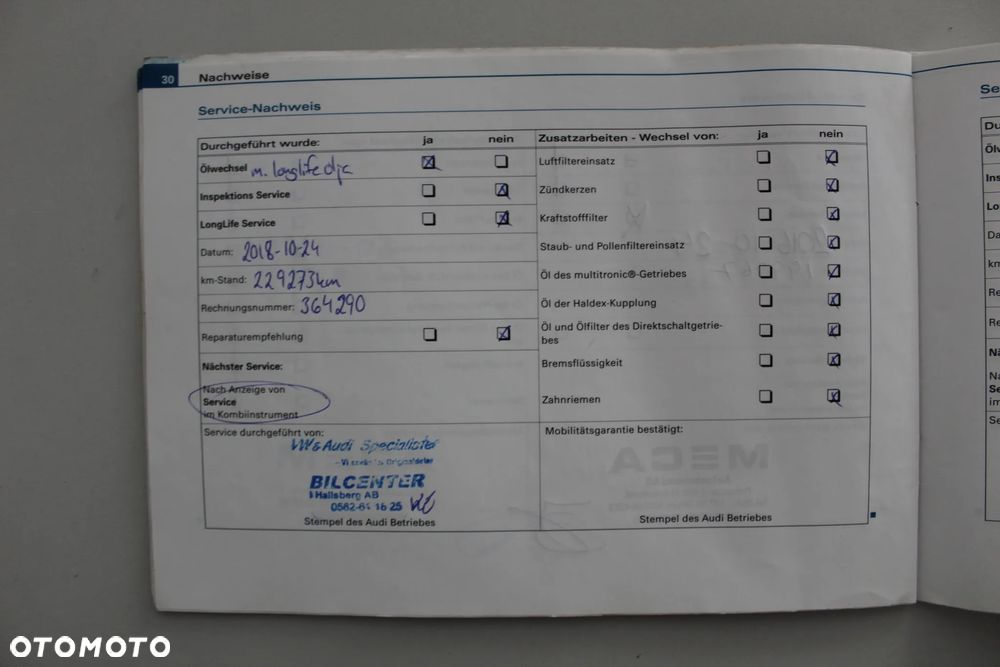 30 Nachweise
Service-Nachweis
Durchgeführt wurde: ja nein
Ölwechsel m. longlife olja
Inspektions Service
LongLife Service
Datum: 2018-10-24
km-Stand: 229273km
Rechnungsnummer: 364290
Reparaturempfehlung
Nächster Service:
Nach Anzeige von
Service
im Kombiinstrument
Service durchgeführt von:
VW & Audi Specialister
BILCENTER
i Hallsberg AB
Stempel des Audi Betriebes
Zusatzarbeiten - Wechsel von: ja nein
Luftfiltereinsatz
Zündkerzen
Kraftstofffilter
Staub- und Pollenfiltereinsatz
Öl des multitronic®-Getriebes
Öl der Haldex-Kupplung
Öl und Ölfilter des Direktschaltgetrie-
bes
Bremsflüssigkeit
Zahnriemen
Mobilitätsgarantie bestätigt:
Stempel des Audi Betriebes
OTOMOTO